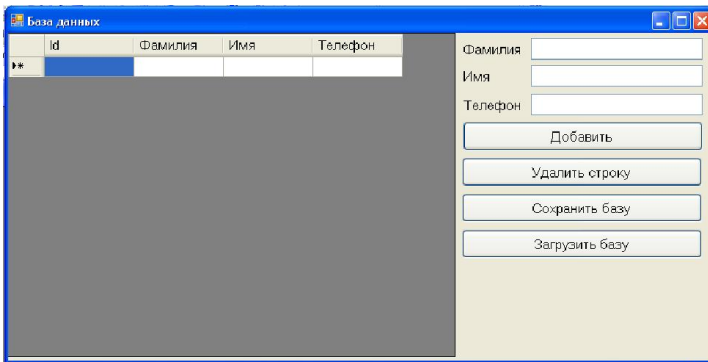 База данных
Id Фамилия Имя Телефон
Фамилия
Имя
Телефон
Добавить
Удалить строку
Сохранить базу
Загрузить базу